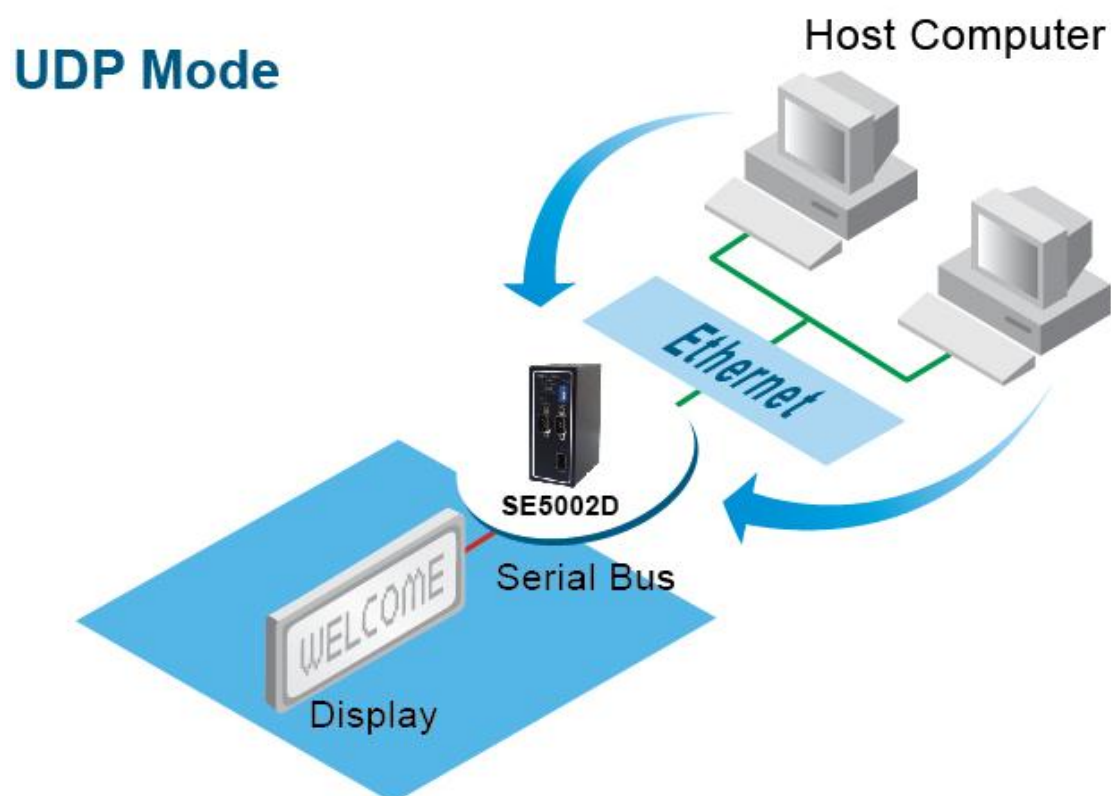 UDP Mode
Host Computer
Ethernet
SE5002D
Serial Bus
WELCOME
Display